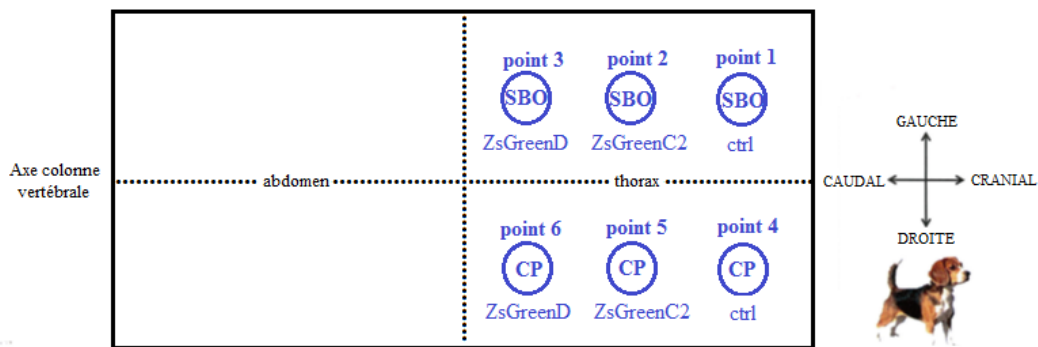 point 3 point 2 point 1
SBO SBO SBO
ZsGreenD ZsGreenC2 ctrl
Axe colonne
vertébrale
abdomen thorax
point 6 point 5 point 4
CP CP CP
ZsGreenD ZsGreenC2 ctrl
GAUCHE
CAUDAL CRANIAL
DROITE